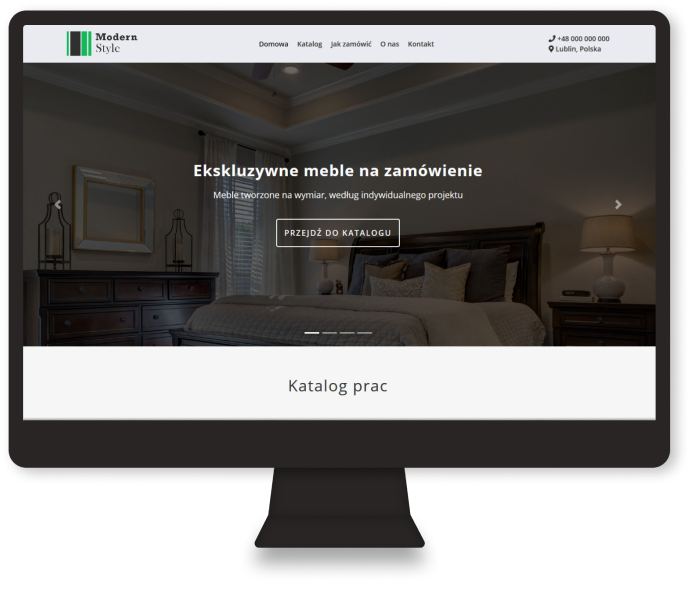 Modern
Style
Domowa Katalog Jak zamówić O nas Kontakt
+48 000 000 000
Lublin, Polska
Ekskluzywne meble na zamówienie
Meble tworzone na wymiar, według indywidualnego projektu
PRZEJDŹ DO KATALOGU
Katalog prac